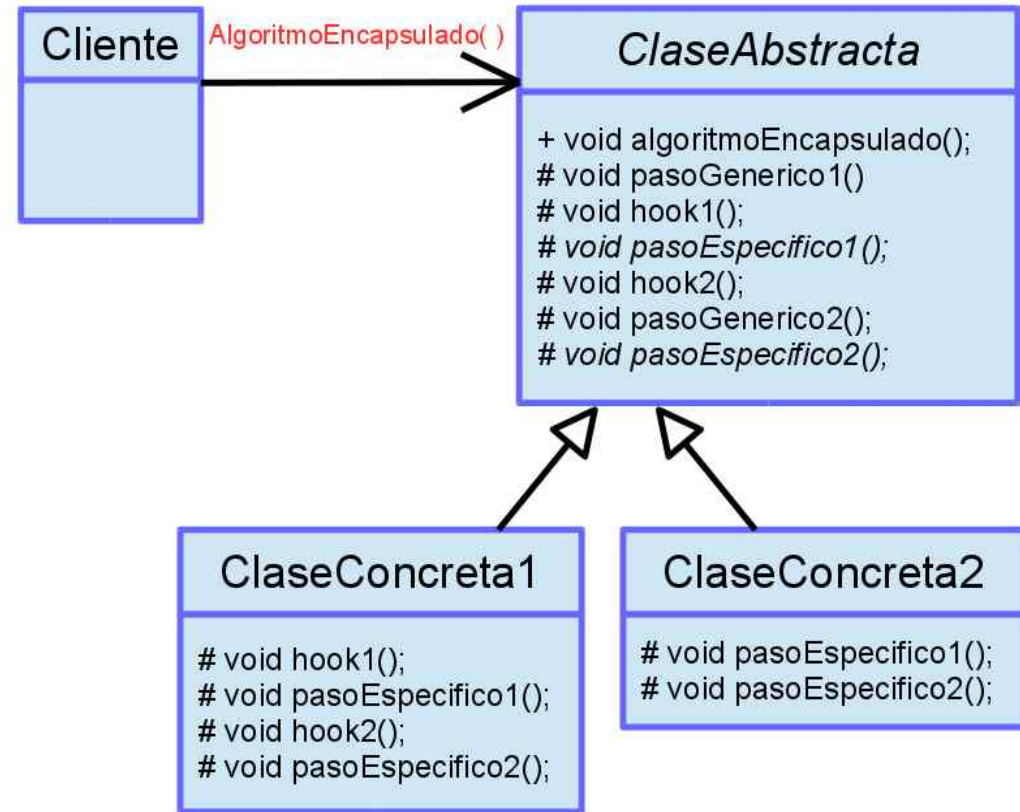 Cliente
AlgoritmoEncapsulado( )
ClaseAbstracta
+ void algoritmoEncapsulado();
# void pasoGenerico1()
# void hook1();
# void pasoEspecifico1();
# void hook2();
# void pasoGenerico2();
# void pasoEspecifico2();
ClaseConcreta1
# void hook1();
# void pasoEspecifico1();
# void hook2();
# void pasoEspecifico2();
ClaseConcreta2
# void pasoEspecifico1();
# void pasoEspecifico2();